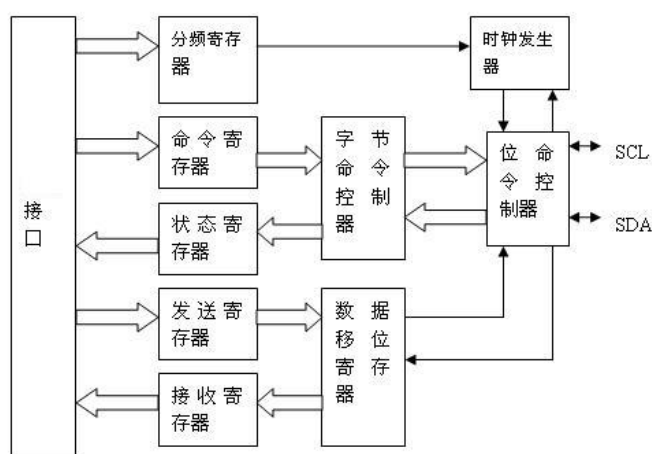 分频寄存
器
时钟发生
器
命令寄
存器
字节
命令
控制
器
位命
令控
制器
SCL
SDA
接
口
状态寄
存器
发送寄
存器
数据
移位
寄存
器
接收寄
存器